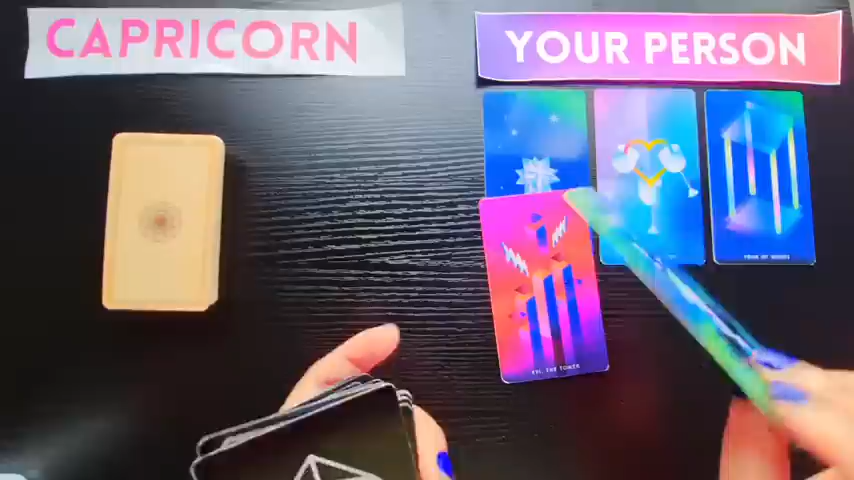 CAPRICORN
YOUR PERSON
FOUR OF WANDS
XVI. THE TOWER